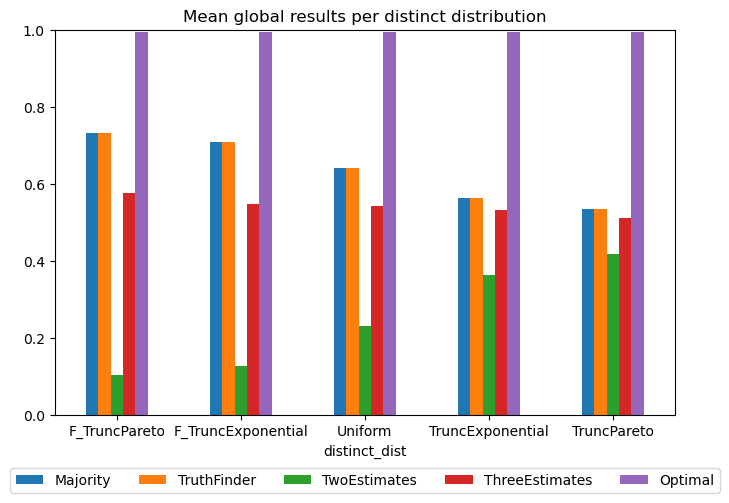 Mean global results per distinct distribution
1.0
0.8
0.6
0.4
0.2
0.0
F_TruncPareto F_TruncExponential Uniform TruncExponential TruncPareto
distinct_dist
Majority TruthFinder TwoEstimates ThreeEstimates Optimal